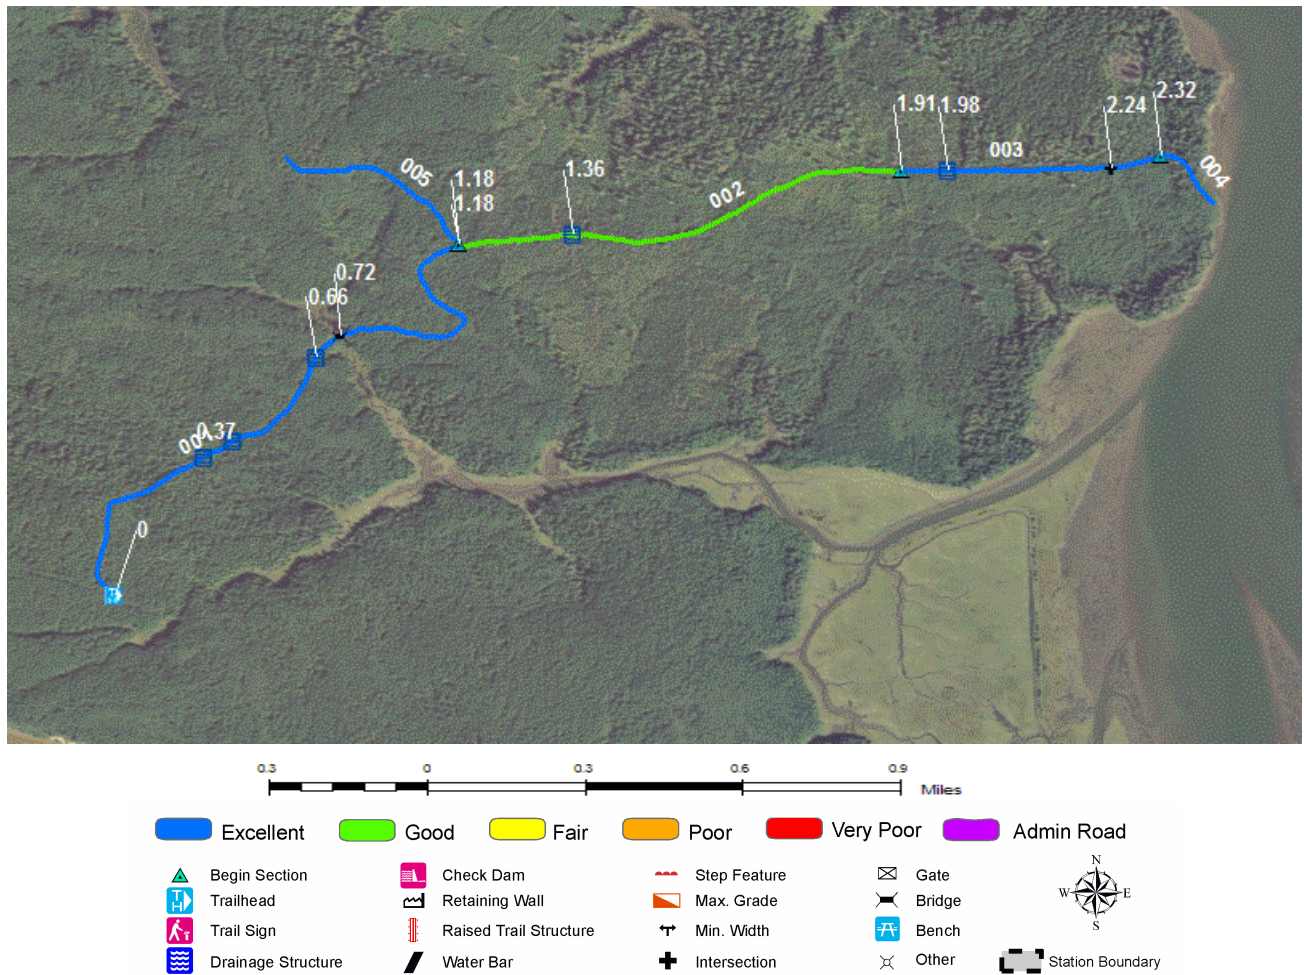 2.32
1.91
1.98
2.24
003
004
1.36
005
1.18
1.18
002
0.72
0.66
0.37
001
0
0.3 0 0.3 0.6 0.9 Miles
Excellent Good Fair Poor Very Poor Admin Road
Begin Section Check Dam Step Feature Gate
Trailhead Retaining Wall Max. Grade Bridge
Trail Sign Raised Trail Structure Min. Width Bench
Drainage Structure Water Bar Intersection Other Station Boundary
N
W E
S